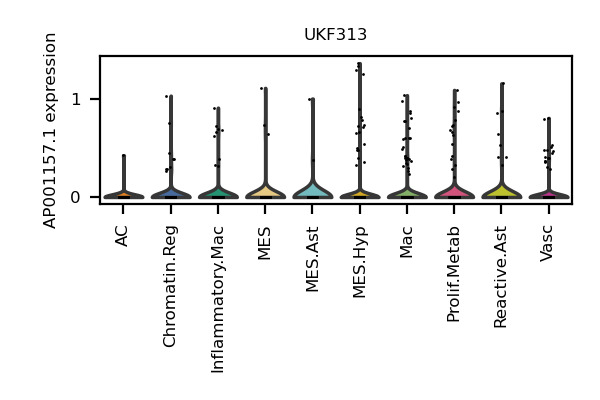 UKF313
AP001157.1 expression
1
0
AC
Chromatin.Reg
Inflammatory.Mac
MES
MES.Ast
MES.Hyp
Mac
Prolif.Metab
Reactive.Ast
Vasc